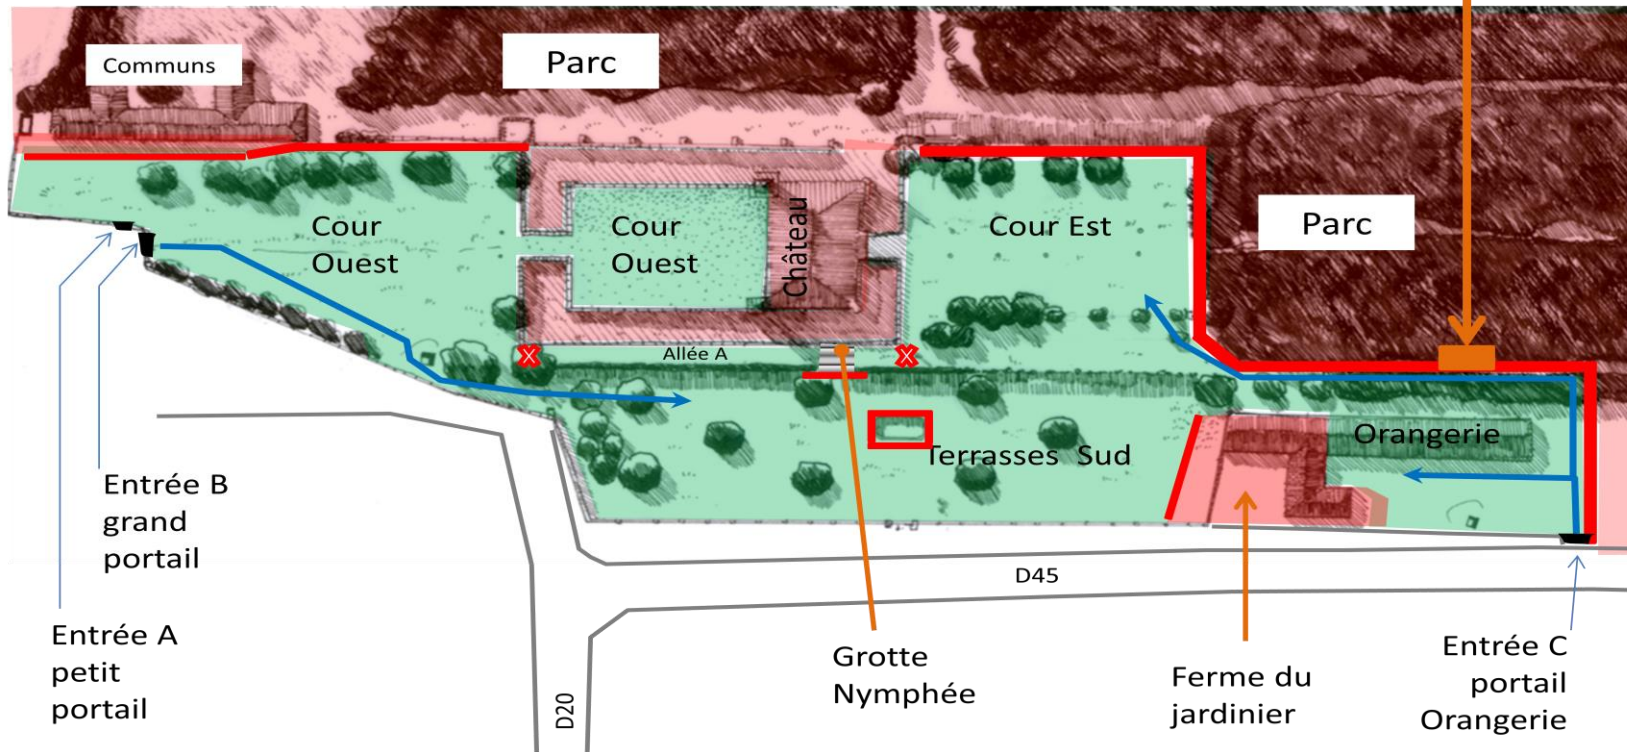 Communs
Parc
Cour
Ouest
Cour
Ouest
Château
Cour Est
Parc
Allée A
Terrasses Sud
Orangerie
Entrée B
grand
portail
Entrée A
petit
portail
D45
D20
Grotte
Nymphée
Ferme du
jardinier
Entrée C
portail
Orangerie